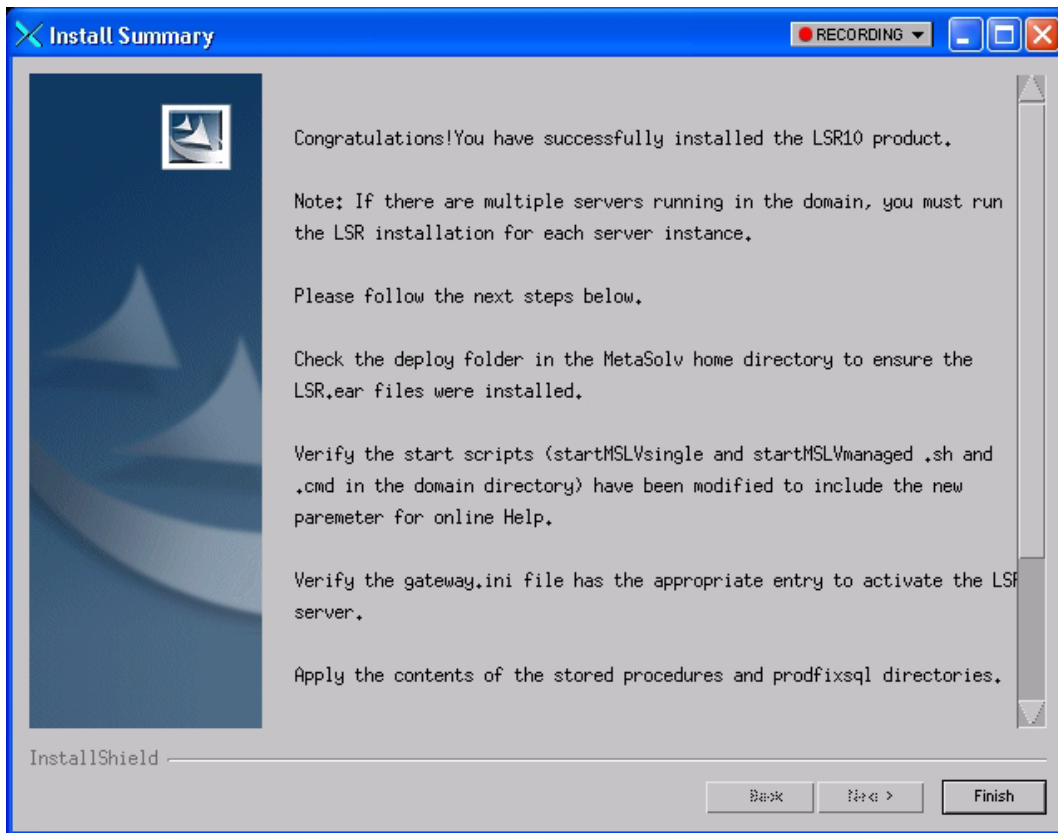 Install Summary
RECORDING
Congratulations!You have successfully installed the LSR10 product.
Note: If there are multiple servers running in the domain, you must run
the LSR installation for each server instance.
Please follow the next steps below.
Check the deploy folder in the MetaSolv home directory to ensure the
LSR.ear files were installed.
Verify the start scripts (startMSLVsingle and startMSLVmanaged .sh and
.cmd in the domain directory) have been modified to include the new
paremeter for online Help.
Verify the gateway.ini file has the appropriate entry to activate the LSR
server.
Apply the contents of the stored procedures and prodfixsql directories.
InstallShield
Back
Next >
Finish